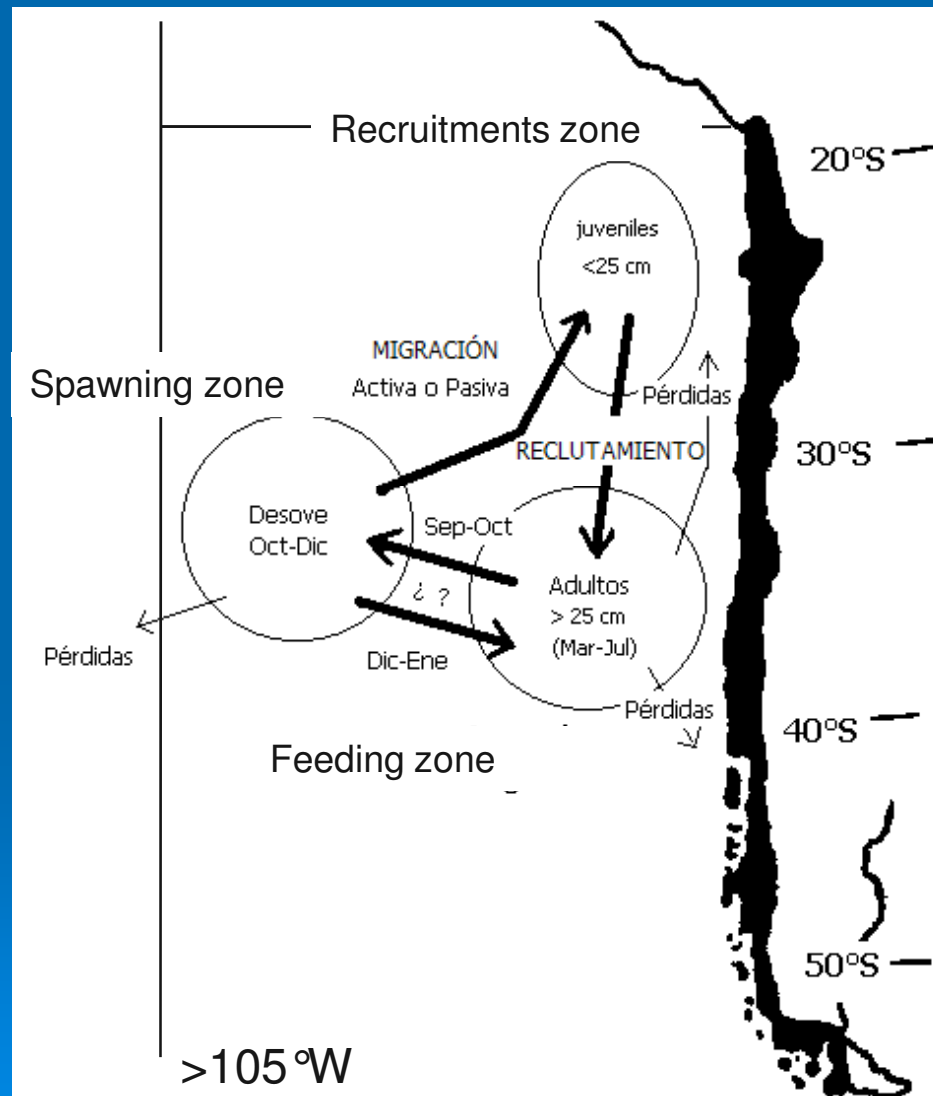 Recruitments zone
20°S
juveniles
<25 cm
MIGRACIÓN
Activa o Pasiva
Spawning zone
Pérdidas
RECLUTAMIENTO
30°S
Desove
Oct-Dic
Sep-Oct
¿ ?
Adultos
> 25 cm
(Mar-Jul)
Pérdidas
Dic-Ene
Pérdidas
40°S
Feeding zone
50°S
>105°W